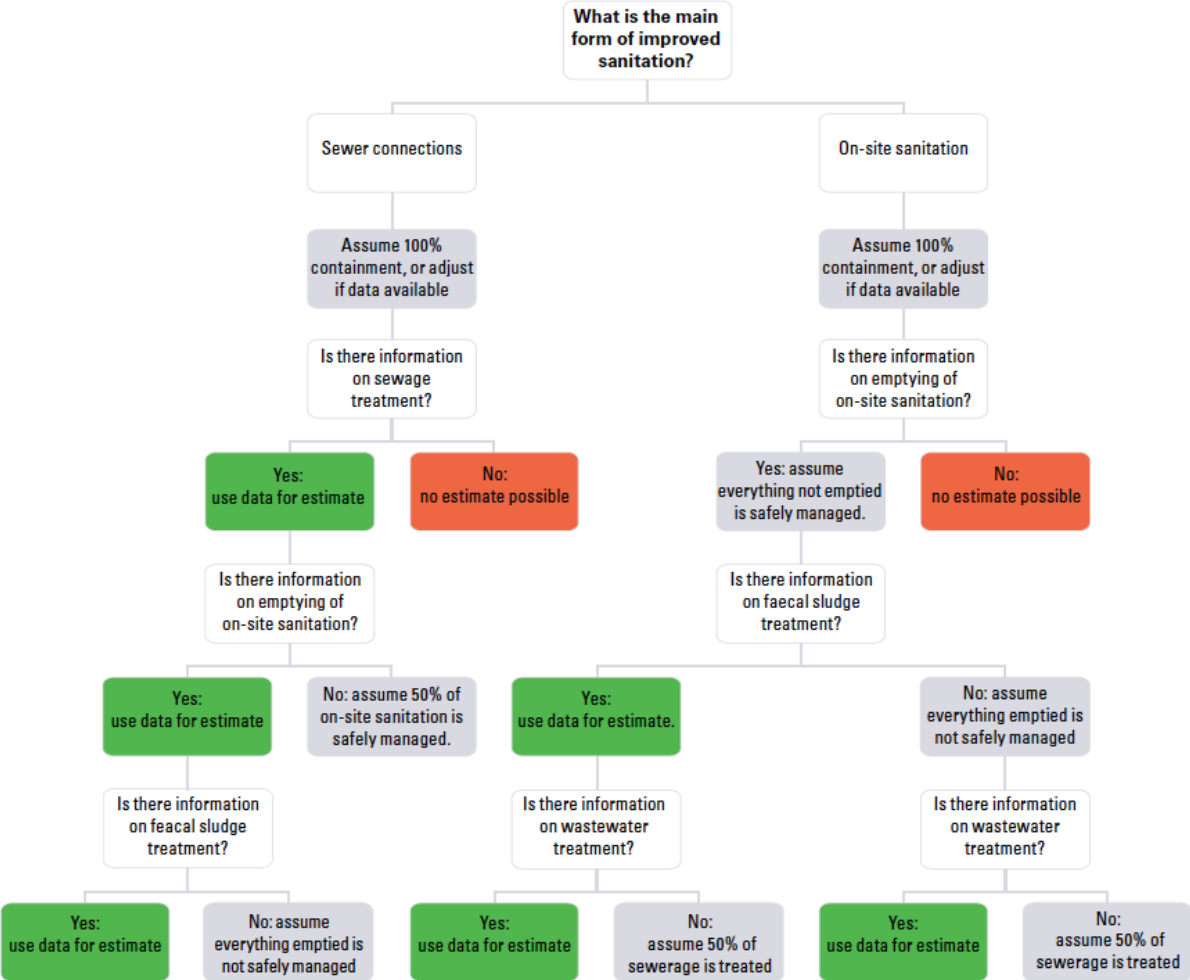 What is the main
form of improved
sanitation?
Sewer connections
On-site sanitation
Assume 100%
containment, or adjust
if data available
Assume 100%
containment, or adjust
if data available
Is there information
on sewage
treatment?
Is there information
on emptying of
on-site sanitation?
Yes:
use data for estimate
No:
no estimate possible
Yes: assume
everything not emptied
is safely managed.
No:
no estimate possible
Is there information
on emptying of
on-site sanitation?
Is there information
on faecal sludge
treatment?
Yes:
use data for estimate
No: assume 50% of
on-site sanitation is
safely managed.
Yes:
use data for estimate.
No: assume
everything emptied is
not safely managed
Is there information
on feacal sludge
treatment?
Is there information
on wastewater
treatment?
Is there information
on wastewater
treatment?
Yes:
use data for estimate
No: assume
everything emptied is
not safely managed
Yes:
use data for estimate
No:
assume 50% of
sewerage is treated
Yes:
use data for estimate
No:
assume 50% of
sewerage is treated